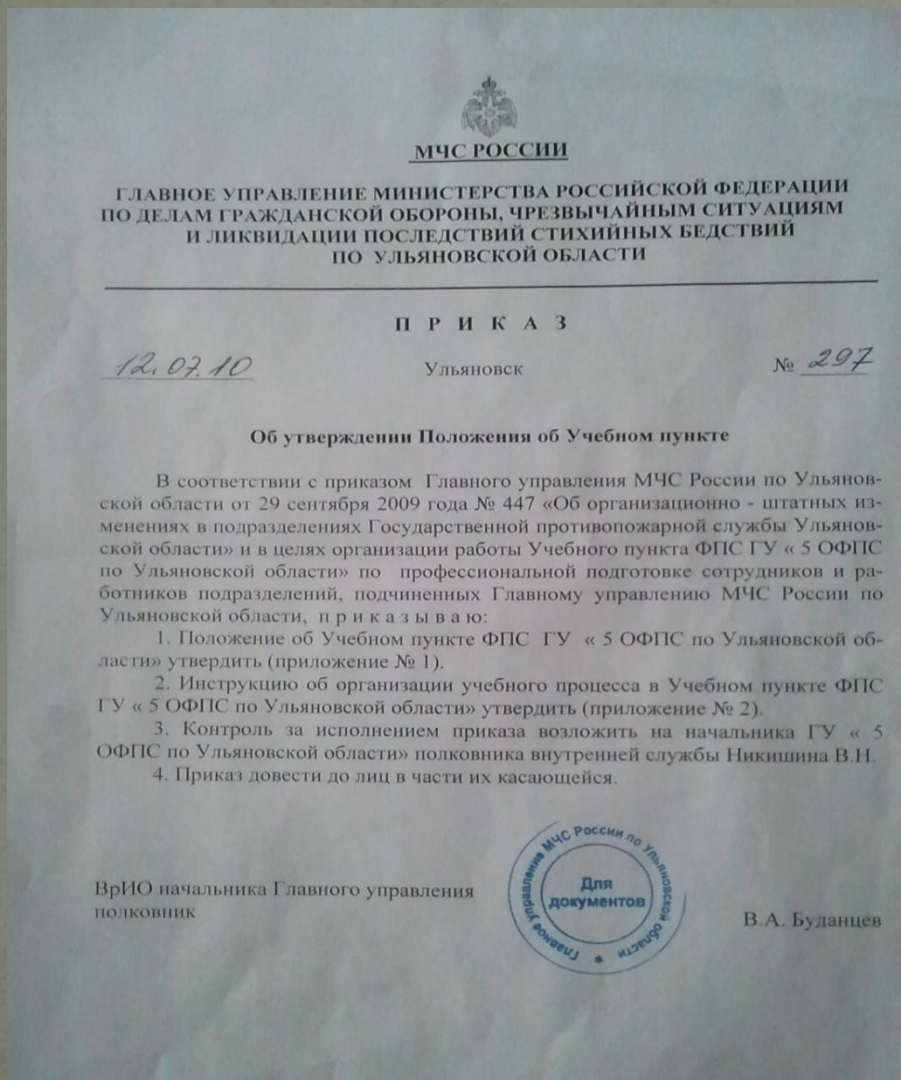 МЧС РОССИИ
ГЛАВНОЕ УПРАВЛЕНИЕ МИНИСТЕРСТВА РОССИЙСКОЙ ФЕДЕРАЦИИ
ПО ДЕЛАМ ГРАЖДАНСКОЙ ОБОРОНЫ, ЧРЕЗВЫЧАЙНЫМ СИТУАЦИЯМ
И ЛИКВИДАЦИИ ПОСЛЕДСТВИЙ СТИХИЙНЫХ БЕДСТВИЙ
ПО УЛЬЯНОВСКОЙ ОБЛАСТИ
П Р И К А З
12.07.10 Ульяновск № 297
Об утверждении Положения об Учебном пункте
В соответствии с приказом Главного управления МЧС России по Ульянов-
ской области от 29 сентября 2009 года № 447 «Об организационно - штатных из-
менениях в подразделениях Государственной противопожарной службы Ульянов-
ской области» и в целях организации работы Учебного пункта ФПС ГУ « 5 ОФПС
по Ульяновской области» по профессиональной подготовке сотрудников и ра-
ботников подразделений, подчиненных Главному управлению МЧС России по
Ульяновской области, п р и к а з ы в а ю:
1. Положение об Учебном пункте ФПС ГУ « 5 ОФПС по Ульяновской об-
ласти» утвердить (приложение № 1).
2. Инструкцию об организации учебного процесса в Учебном пункте ФПС
ГУ « 5 ОФПС по Ульяновской области» утвердить (приложение № 2).
3. Контроль за исполнением приказа возложить на начальника ГУ « 5
ОФПС по Ульяновской области» полковника внутренней службы Никишина В.Н.
4. Приказ довести до лиц в части их касающейся.
ВрИО начальника Главного управления
полковник
В.А. Буданцев
Главное управление МЧС России по Ульяновской области
Для
документов